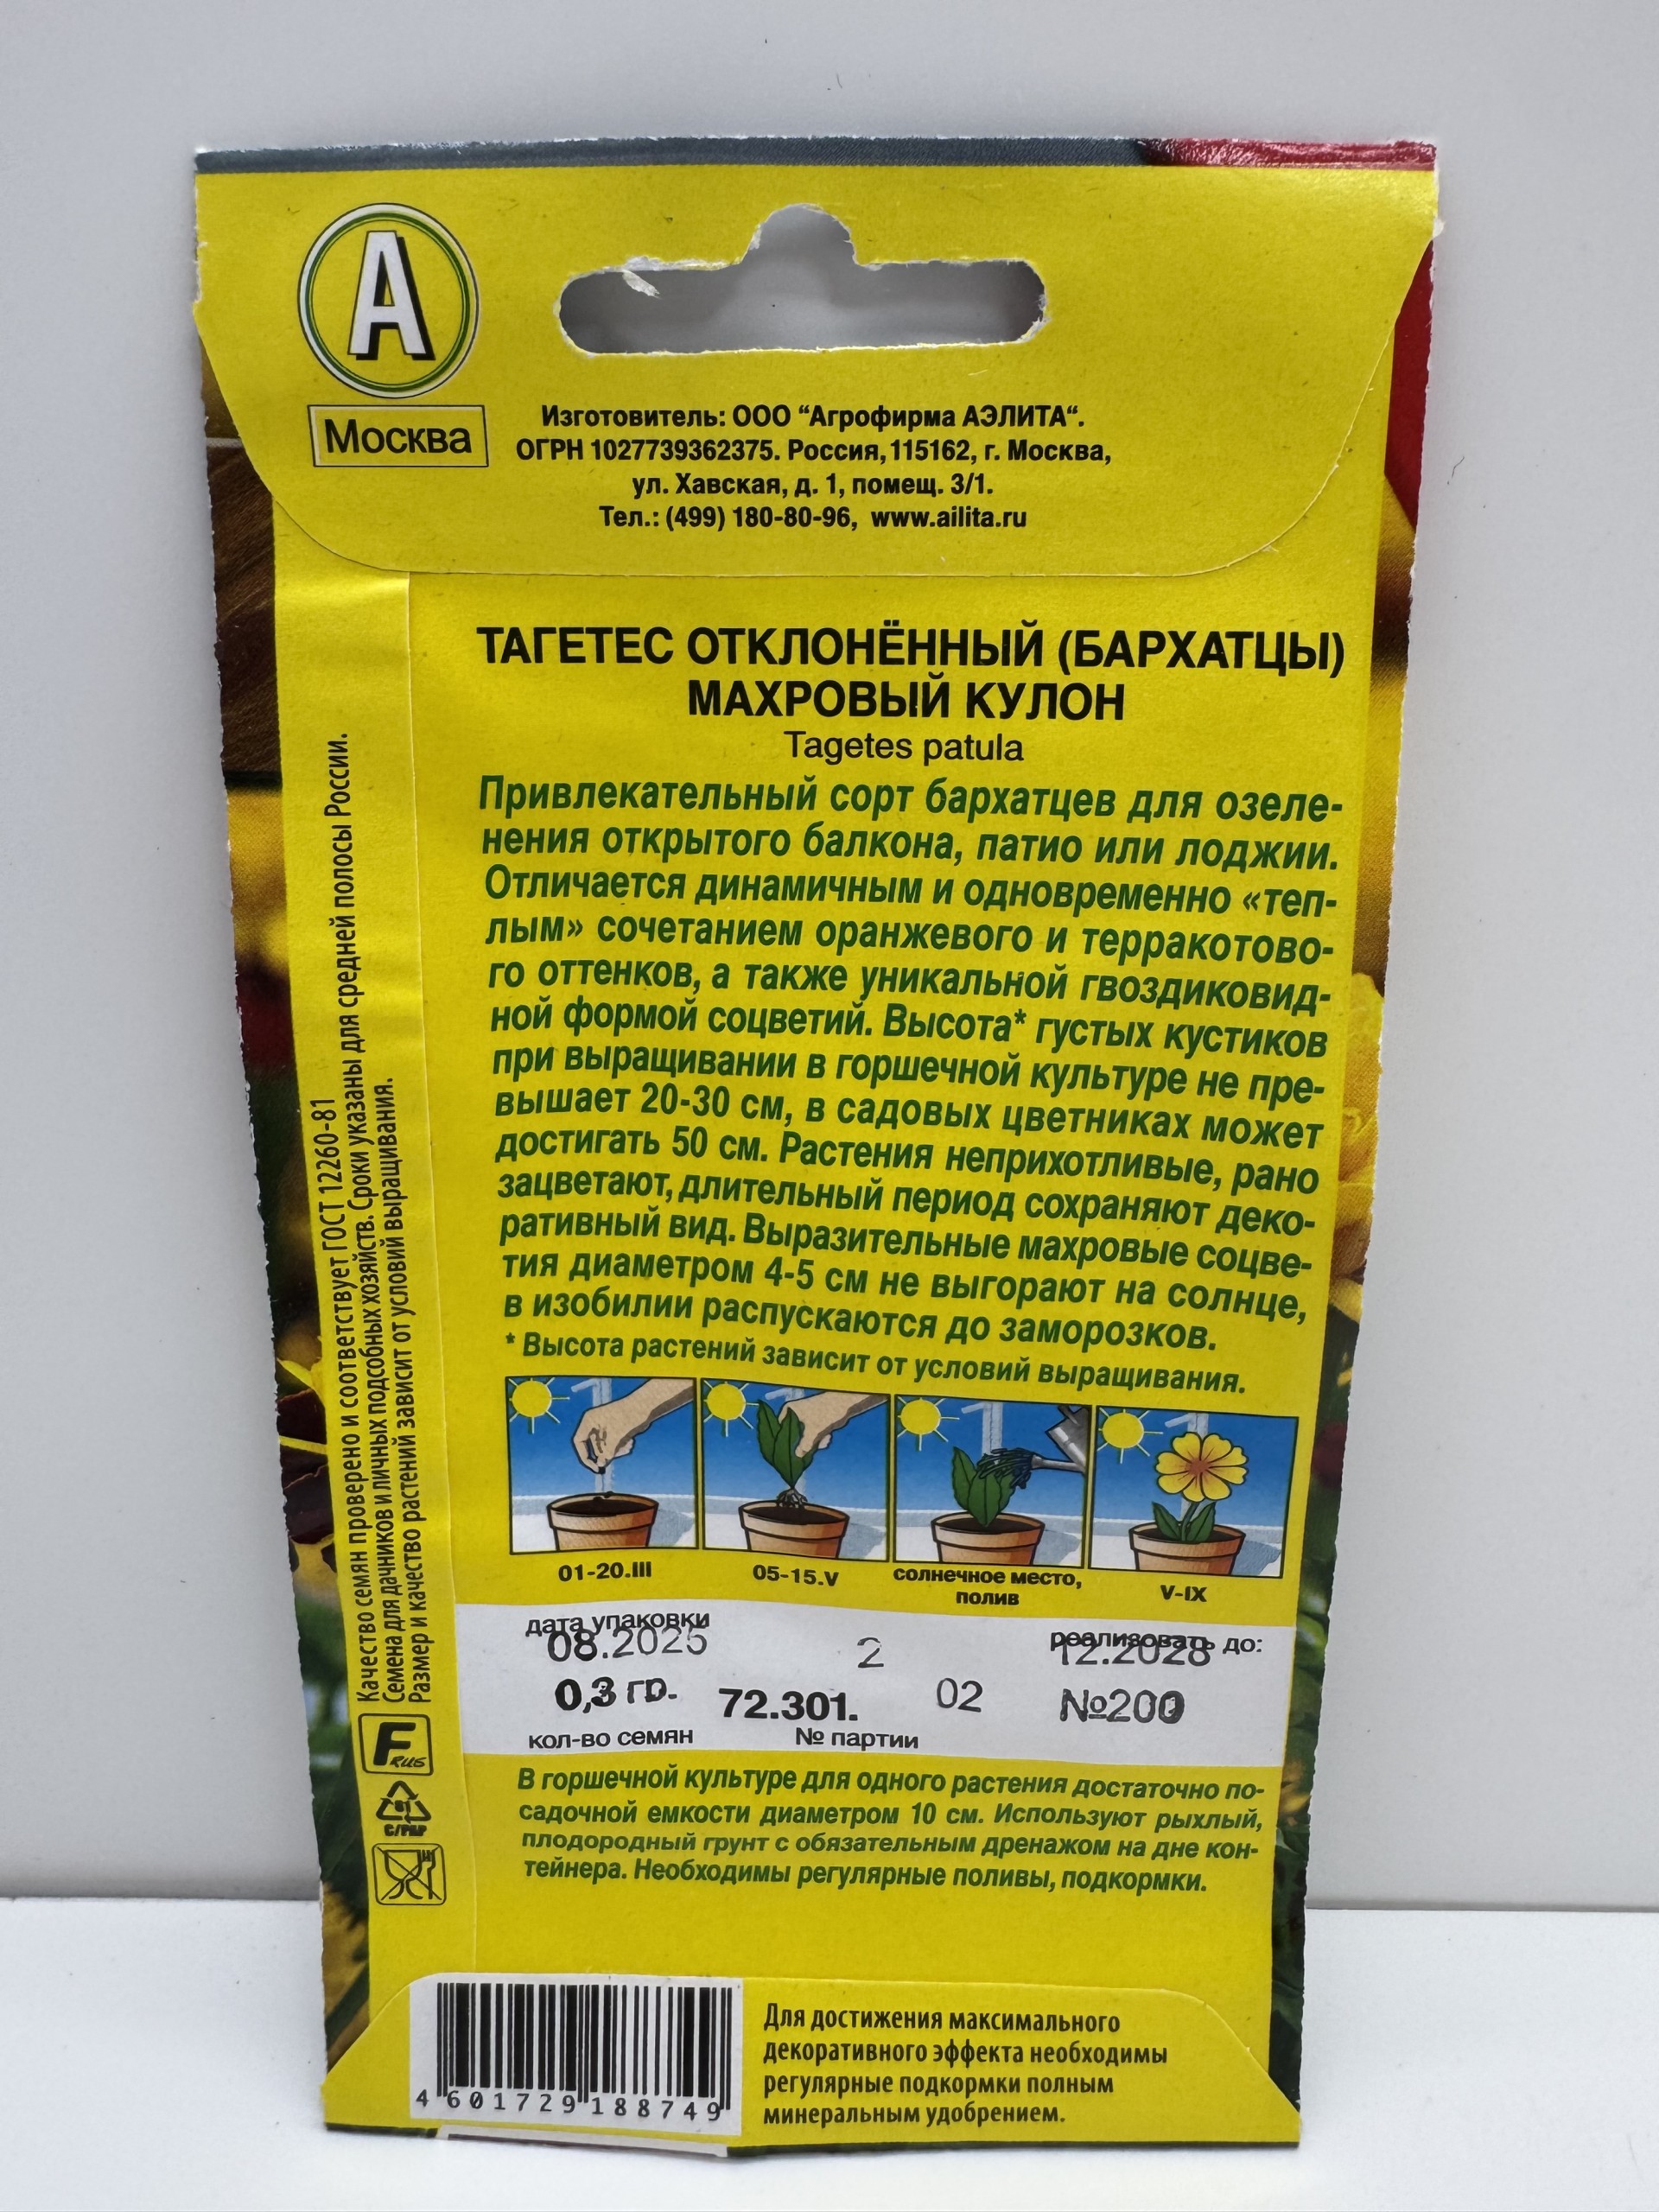 А
Москва
Изготовитель: ООО “Агрофирма АЭЛИТА“.
ОГРН 1027739362375. Россия, 115162, г. Москва,
ул. Хавская, д. 1, помещ. 3/1.
Тел.: (499) 180-80-96, www.ailita.ru
ТАГЕТЕС ОТКЛОНЁННЫЙ (БАРХАТЦЫ)
МАХРОВЫЙ КУЛОН
Tagetes patula
Привлекательный сорт бархатцев для озеле-
нения открытого балкона, патио или лоджии.
Отличается динамичным и одновременно «теп-
лым» сочетанием оранжевого и терракотово-
го оттенков, а также уникальной гвоздиковид-
ной формой соцветий. Высота* густых кустиков
при выращивании в горшечной культуре не пре-
вышает 20-30 см, в садовых цветниках может
достигать 50 см. Растения неприхотливые, рано
зацветают, длительный период сохраняют деко-
ративный вид. Выразительные махровые соцве-
тия диаметром 4-5 см не выгорают на солнце,
в изобилии распускаются до заморозков.
* Высота растений зависит от условий выращивания.
01-20.III
05-15.V
солнечное место,
полив
V-IX
дата упаковки
реализовать до:
08.2025
2
12.2028
0,3 гр.
72.301.
02
№200
кол-во семян
№ партии
В горшечной культуре для одного растения достаточно по-
садочной емкости диаметром 10 см. Используют рыхлый,
плодородный грунт с обязательным дренажом на дне кон-
тейнера. Необходимы регулярные поливы, подкормки.
Качество семян проверено и соответствует ГОСТ 12260-81
Семена для дачников и личных подсобных хозяйств. Сроки указаны для средней полосы России.
Размер и качество растений зависит от условий выращивания.
F RUS
81
C/PAP
4 601729 188749
Для достижения максимального
декоративного эффекта необходимы
регулярные подкормки полным
минеральным удобрением.